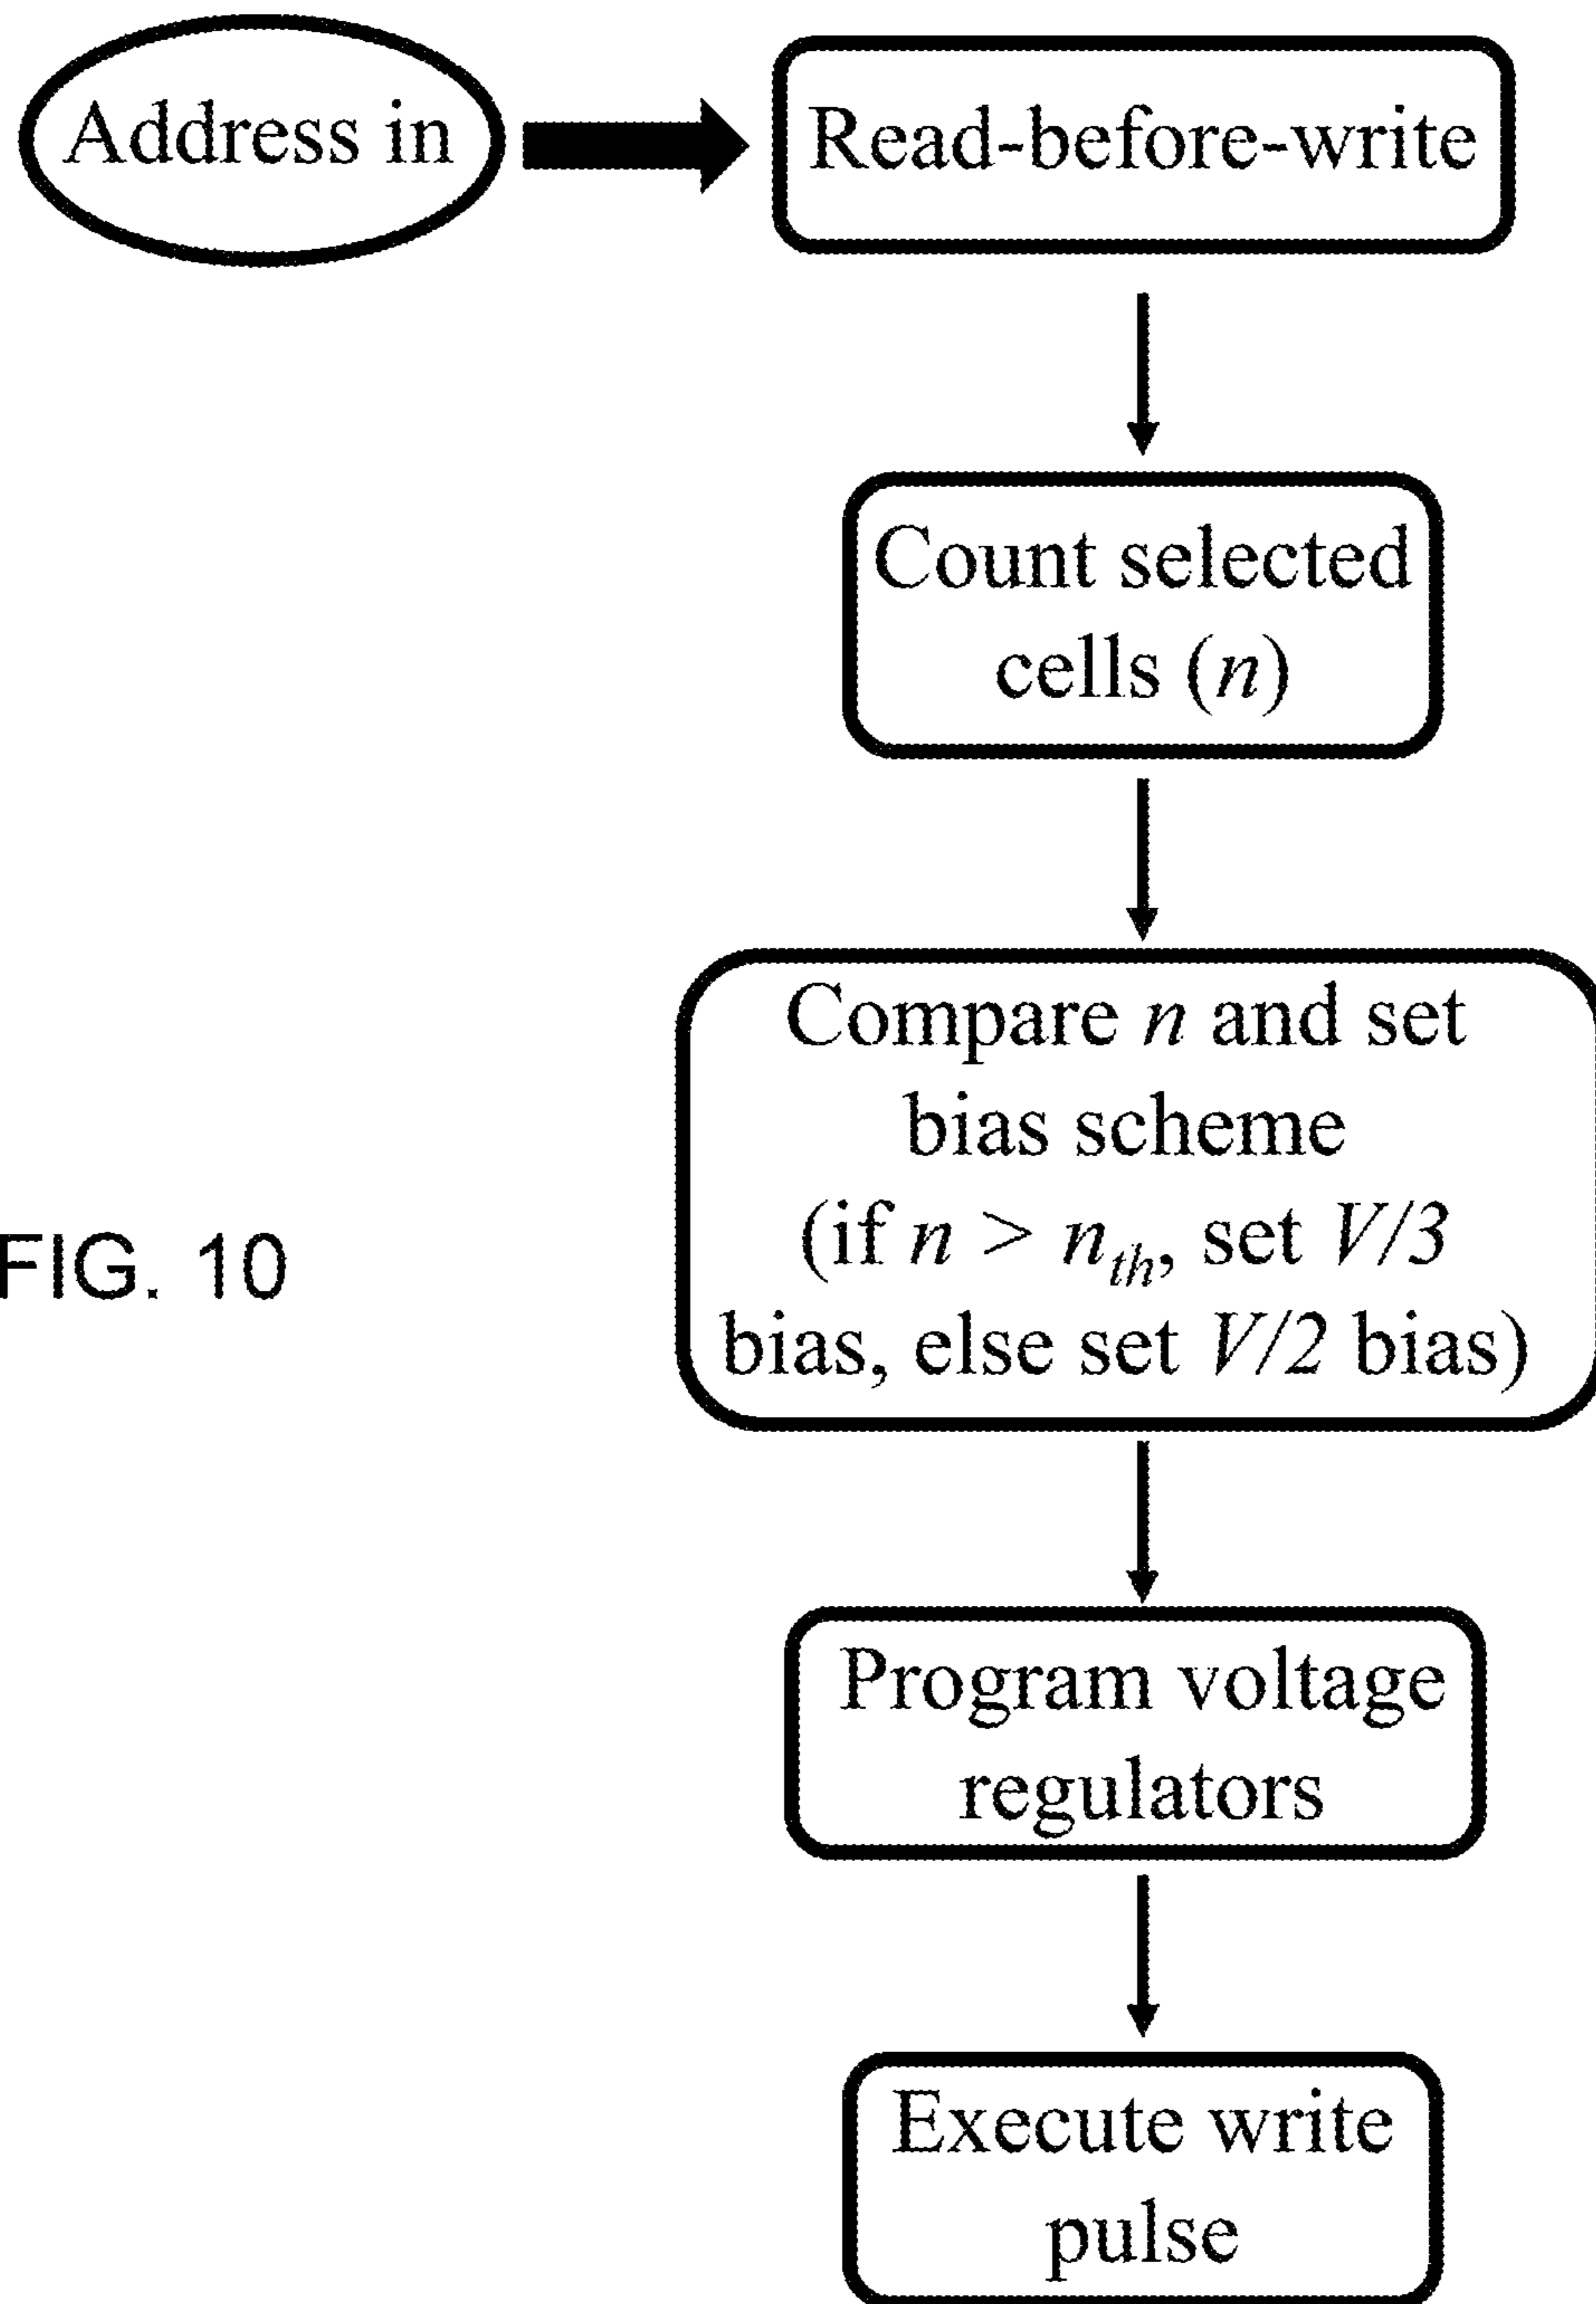 Address in
Read-before-write
Count selected
cells (n)
Compare n and set
bias scheme
(if n > nth, set V/3
bias, else set V/2 bias)
FIG. 10
Program voltage
regulators
Execute write
pulse